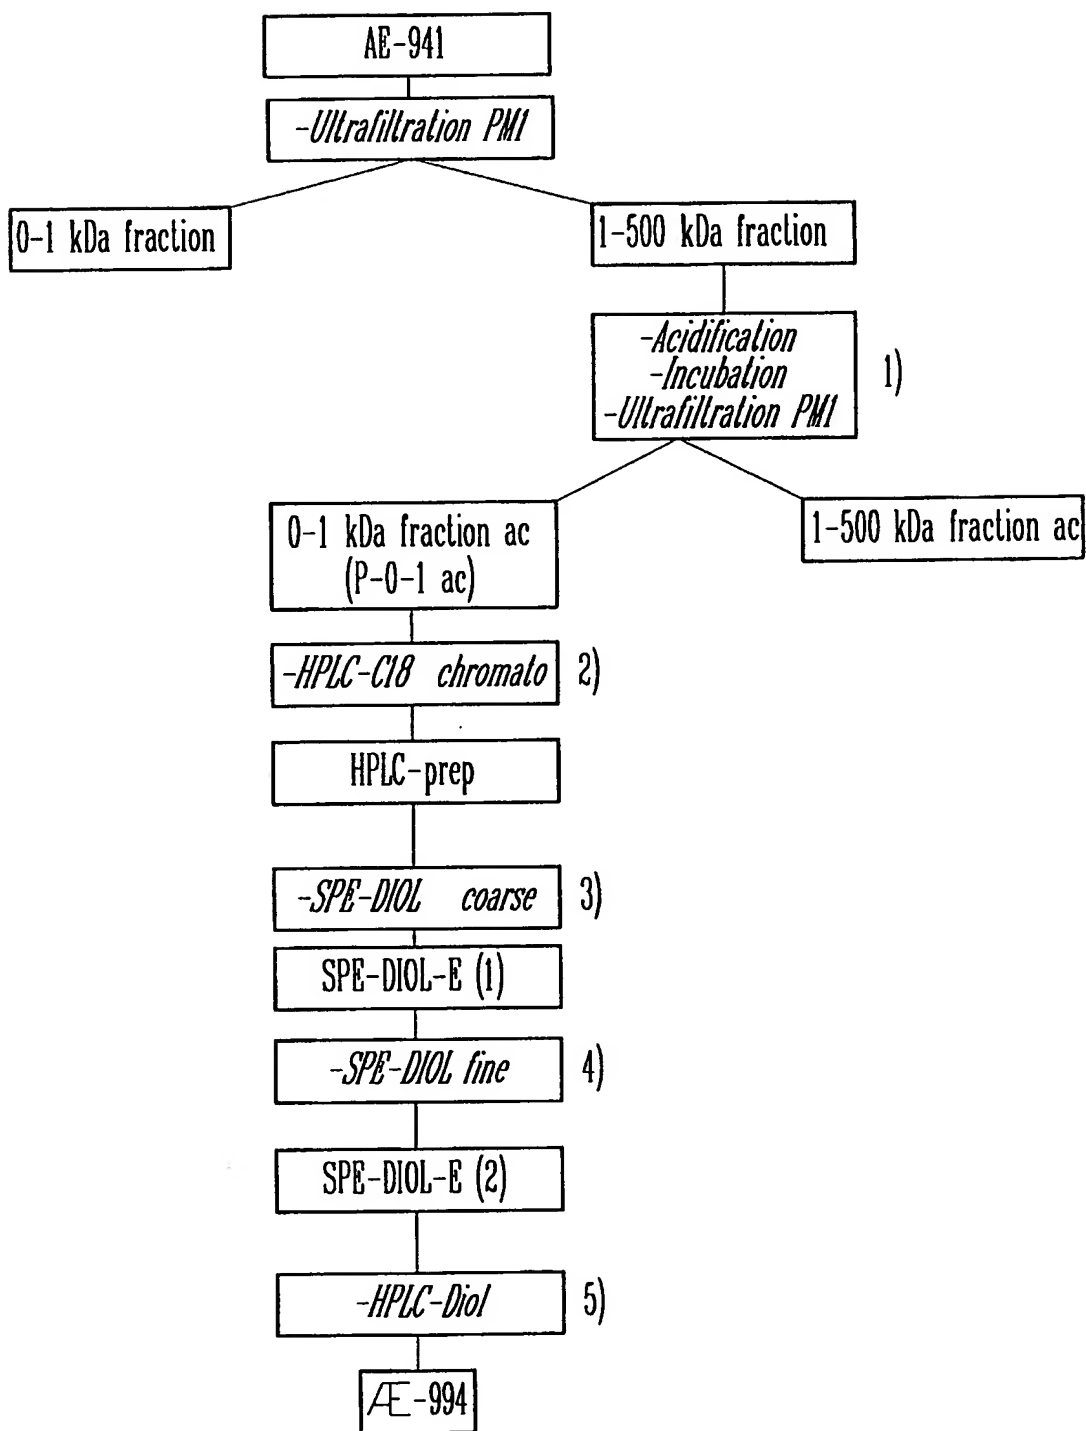 AE-941
-Ultrafiltration PM1
0-1 kDa fraction
1-500 kDa fraction
-Acidification
-Incubation
-Ultrafiltration PM1
1)
0-1 kDa fraction ac
(P-0-1 ac)
1-500 kDa fraction ac
-HPLC-C18 chromato
2)
HPLC-prep
-SPE-DIOL coarse
3)
SPE-DIOL-E (1)
-SPE-DIOL fine
4)
SPE-DIOL-E (2)
-HPLC-Diol
5)
Æ-994